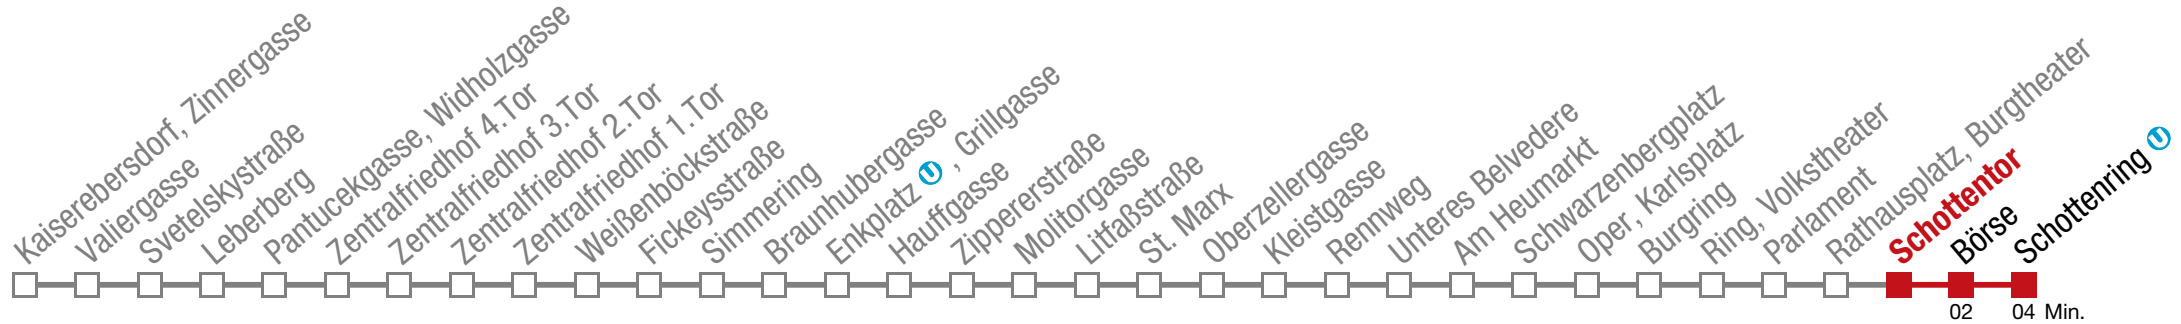 Kaiserebersdorf, Zinnergasse
Valiergasse
Svetelskystraße
Leberberg
Pantucekgasse, Widholzgasse
Zentralfriedhof 4.Tor
Zentralfriedhof 3.Tor
Zentralfriedhof 2.Tor
Zentralfriedhof 1.Tor
Weißenböckstraße
Fickeysstraße
Simmering
Braunhubergasse
Enkplatz U, Grillgasse
Hauffgasse
Zippererstraße
Molitorgasse
Litfaßstraße
St. Marx
Oberzellergasse
Kleistgasse
Rennweg
Unteres Belvedere
Am Heumarkt
Schwarzenbergplatz
Oper, Karlsplatz
Burgring
Ring, Volkstheater
Parlament
Rathausplatz, Burgtheater
Schottentor
Börse
Schottenring U
02 04 Min.